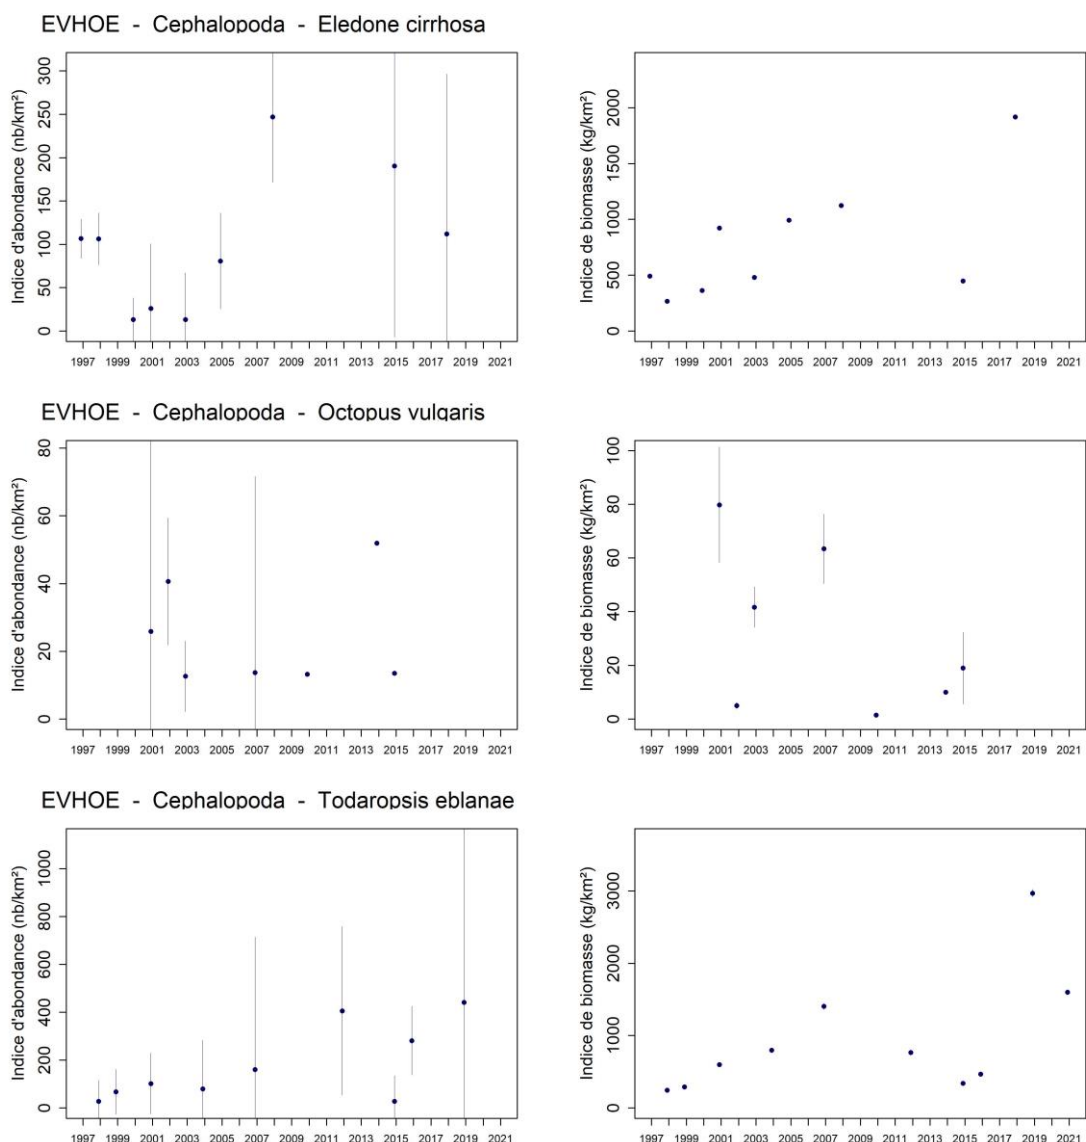 EVHOE - Cephalopoda - Eledone cirrhosa
Indice d'abondance (nb/km²)
0 50 100 150 200 250 300
1997 1999 2001 2003 2005 2007 2009 2011 2013 2015 2017 2019 2021
Indice de biomasse (kg/km²)
0 500 1000 1500 2000
1997 1999 2001 2003 2005 2007 2009 2011 2013 2015 2017 2019 2021
EVHOE - Cephalopoda - Octopus vulgaris
Indice d'abondance (nb/km²)
0 20 40 60 80
1997 1999 2001 2003 2005 2007 2009 2011 2013 2015 2017 2019 2021
Indice de biomasse (kg/km²)
0 20 40 60 80 100
1997 1999 2001 2003 2005 2007 2009 2011 2013 2015 2017 2019 2021
EVHOE - Cephalopoda - Todaropsis eblanae
Indice d'abondance (nb/km²)
0 200 400 600 800 1000
1997 1999 2001 2003 2005 2007 2009 2011 2013 2015 2017 2019 2021
Indice de biomasse (kg/km²)
0 1000 2000 3000
1997 1999 2001 2003 2005 2007 2009 2011 2013 2015 2017 2019 2021